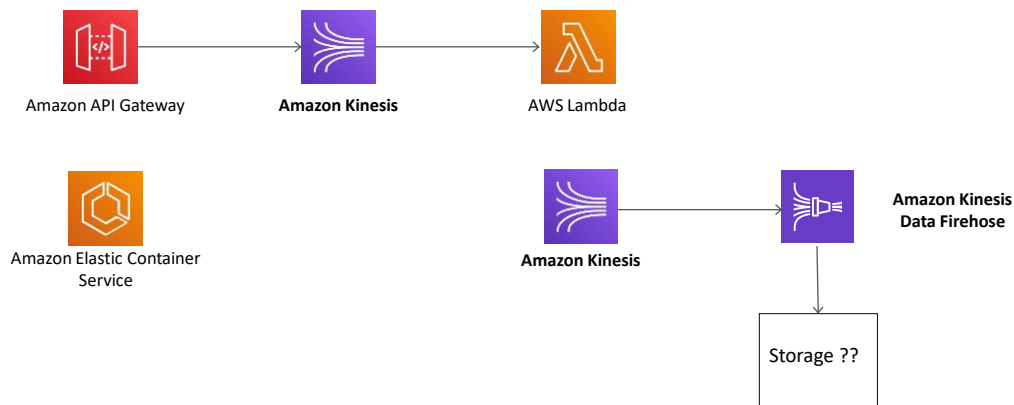 Amazon API Gateway
Amazon Kinesis
AWS Lambda
Amazon Elastic Container
Service
Amazon Kinesis
Amazon Kinesis
Data Firehose
Storage ??